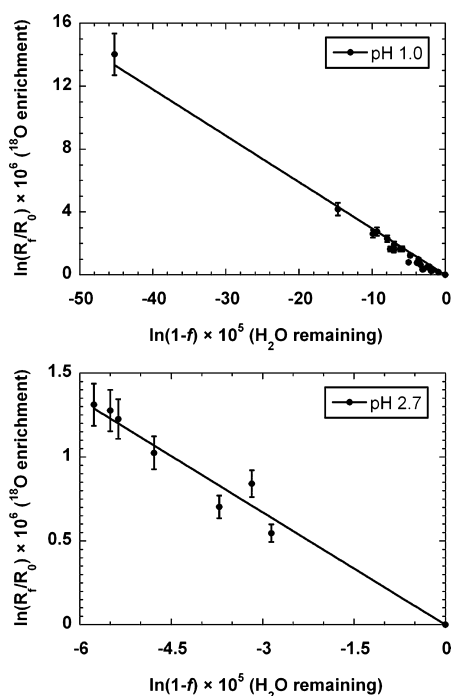 16
12
8
4
0
ln(R_f/R_0) × 10^6 (^18O enrichment)
pH 1.0
-50 -40 -30 -20 -10 0
ln(1-f) × 10^5 (H_2O remaining)
1.5
1
0.5
0
ln(R_f/R_0) × 10^6 (^18O enrichment)
pH 2.7
-6 -4.5 -3 -1.5 0
ln(1-f) × 10^5 (H_2O remaining)